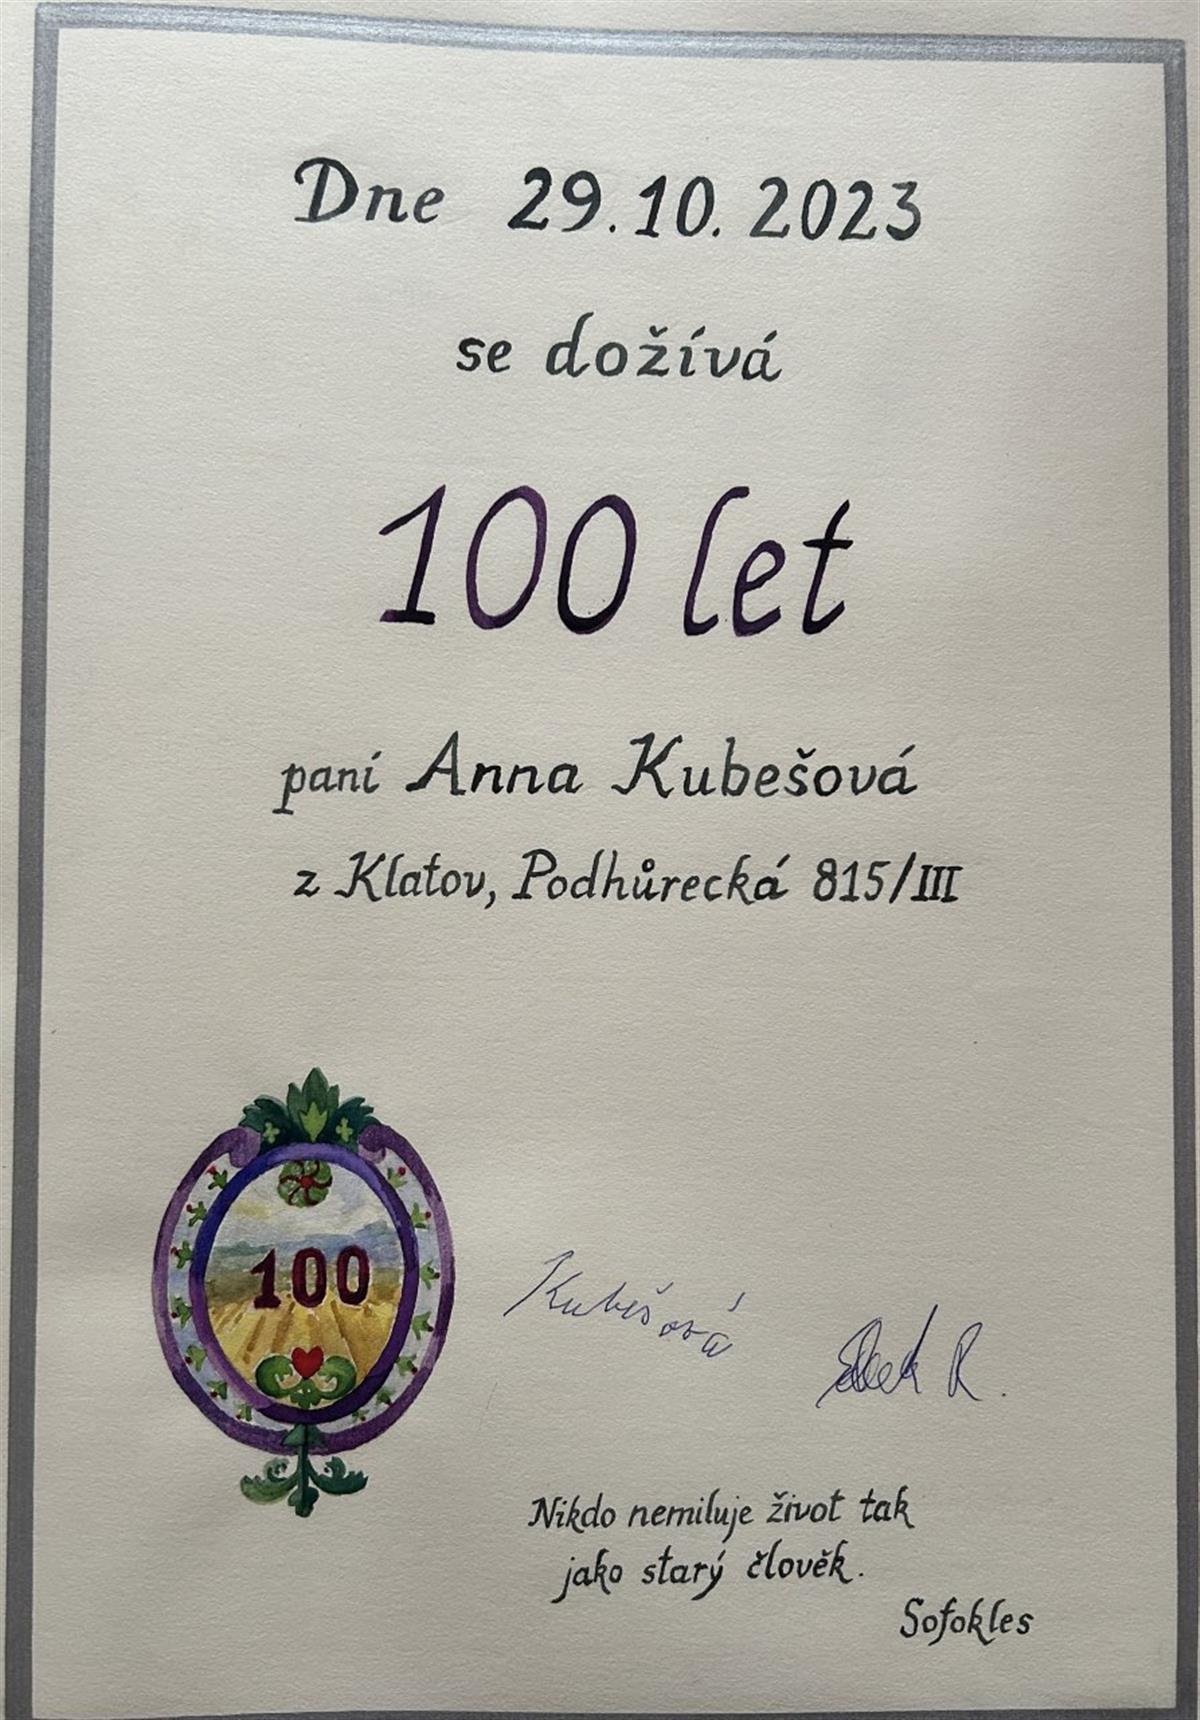 Dne 29.10.2023
se dožívá
100 let
paní Anna Kubešová
z Klatov, Podhůrecká 815/III
100
Kubešová
R.
Nikdo nemiluje život tak
jako starý člověk.
Sofokles